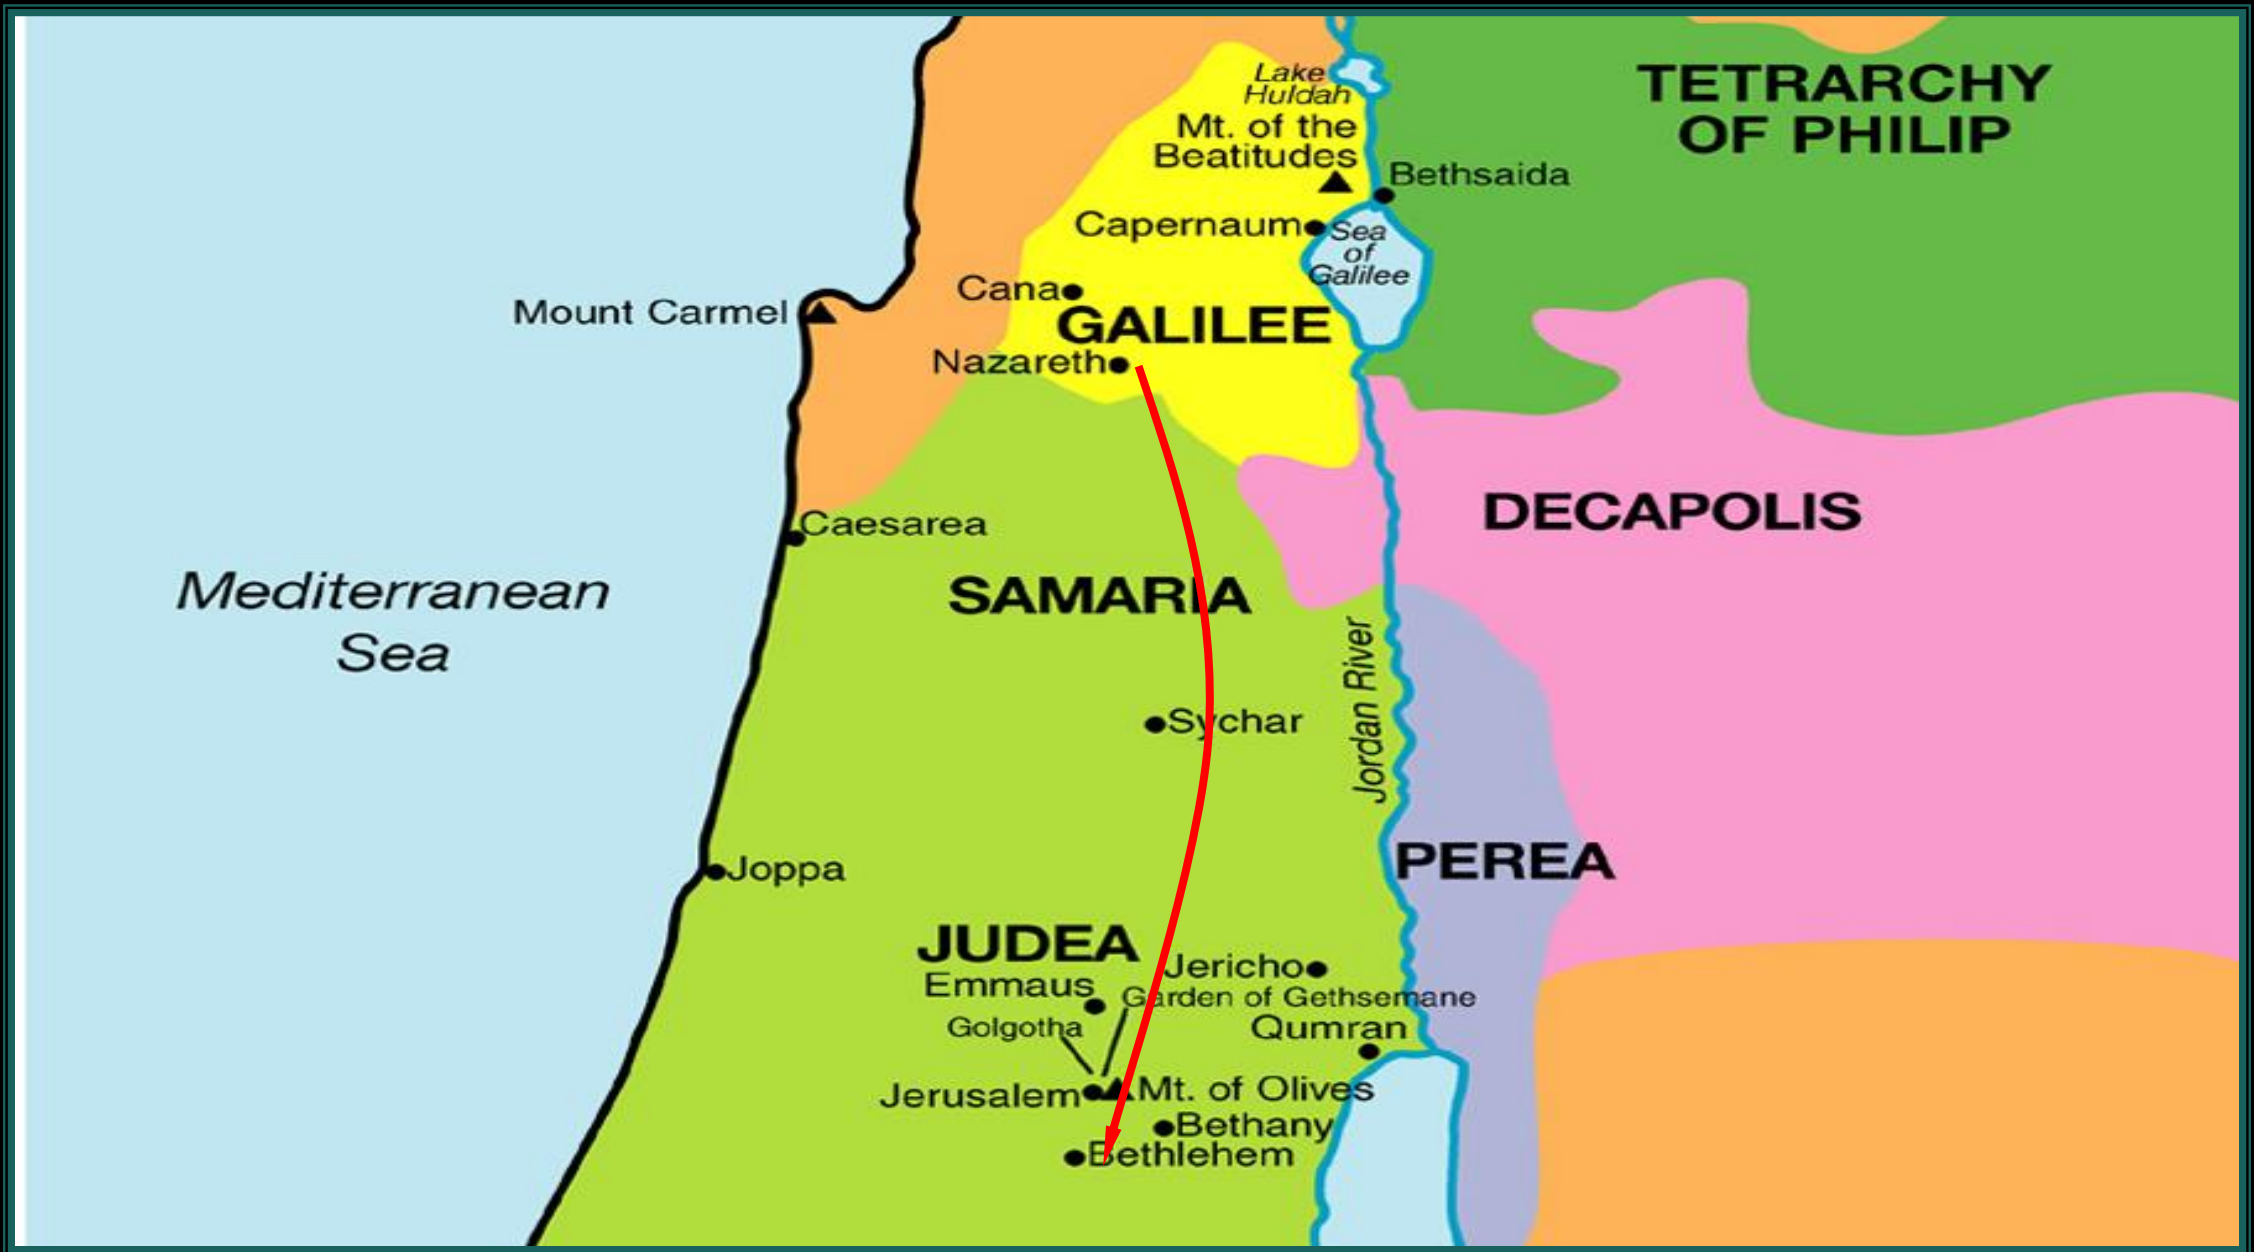 Lake
Huldah
TETRARCHY
OF PHILIP
Mt. of the
Beatitudes
Bethsaida
Capernaum
Sea
of
Galilee
Cana
Mount Carmel
GALILEE
Nazareth
DECAPOLIS
Caesarea
Mediterranean
Sea
SAMARIA
Jordan River
Sychar
PEREA
Joppa
JUDEA
Jericho
Emmaus
Garden of Gethsemane
Golgotha
Qumran
Jerusalem
Mt. of Olives
Bethany
Bethlehem